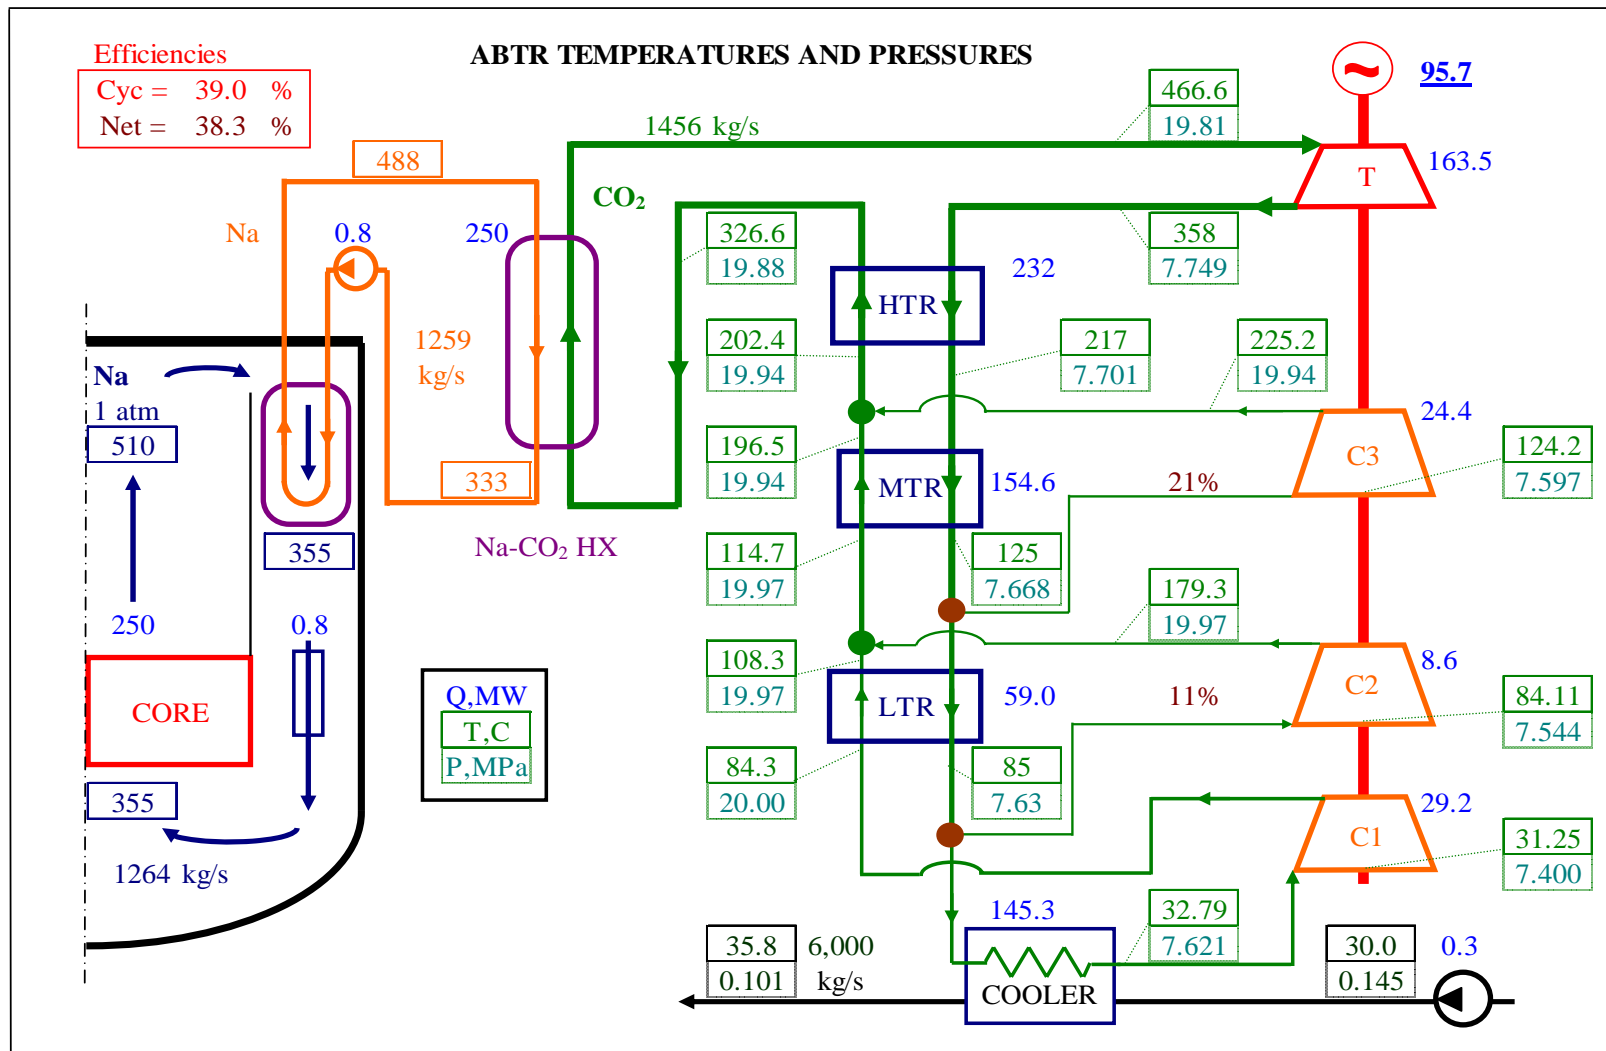 ABTR TEMPERATURES AND PRESSURES
Efficiencies
Cyc = 39.0 %
Net = 38.3 %
95.7
466.6
19.81
1456 kg/s
488
163.5
T
CO₂
Na
0.8
250
326.6
19.88
358
7.749
232
HTR
1259
kg/s
202.4
19.94
217
7.701
225.2
19.94
Na
1 atm
510
24.4
C3
124.2
7.597
196.5
19.94
MTR
154.6
21%
333
Na-CO₂ HX
355
114.7
19.97
125
7.668
179.3
19.97
250
0.8
108.3
19.97
8.6
C2
84.11
7.544
CORE
Q,MW
T,C
P,MPa
LTR
59.0
11%
84.3
20.00
85
7.63
355
29.2
C1
31.25
7.400
1264 kg/s
145.3
32.79
7.621
35.8
0.101
6,000
kg/s
COOLER
30.0
0.145
0.3